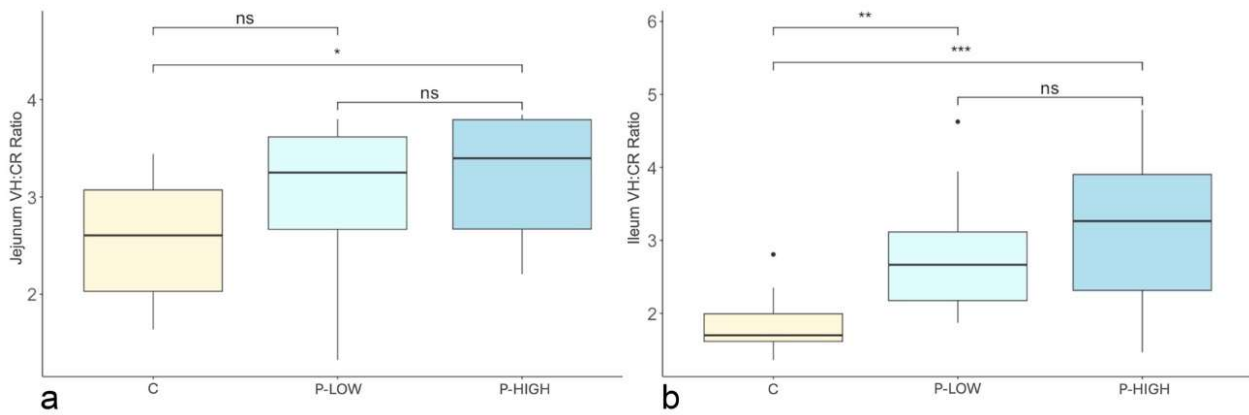 ns
*
ns
Jejunum VH:CR Ratio
4
3
2
C
P-LOW
P-HIGH
a
**
***
ns
Ileum VH:CR Ratio
6
5
4
3
2
C
P-LOW
P-HIGH
b